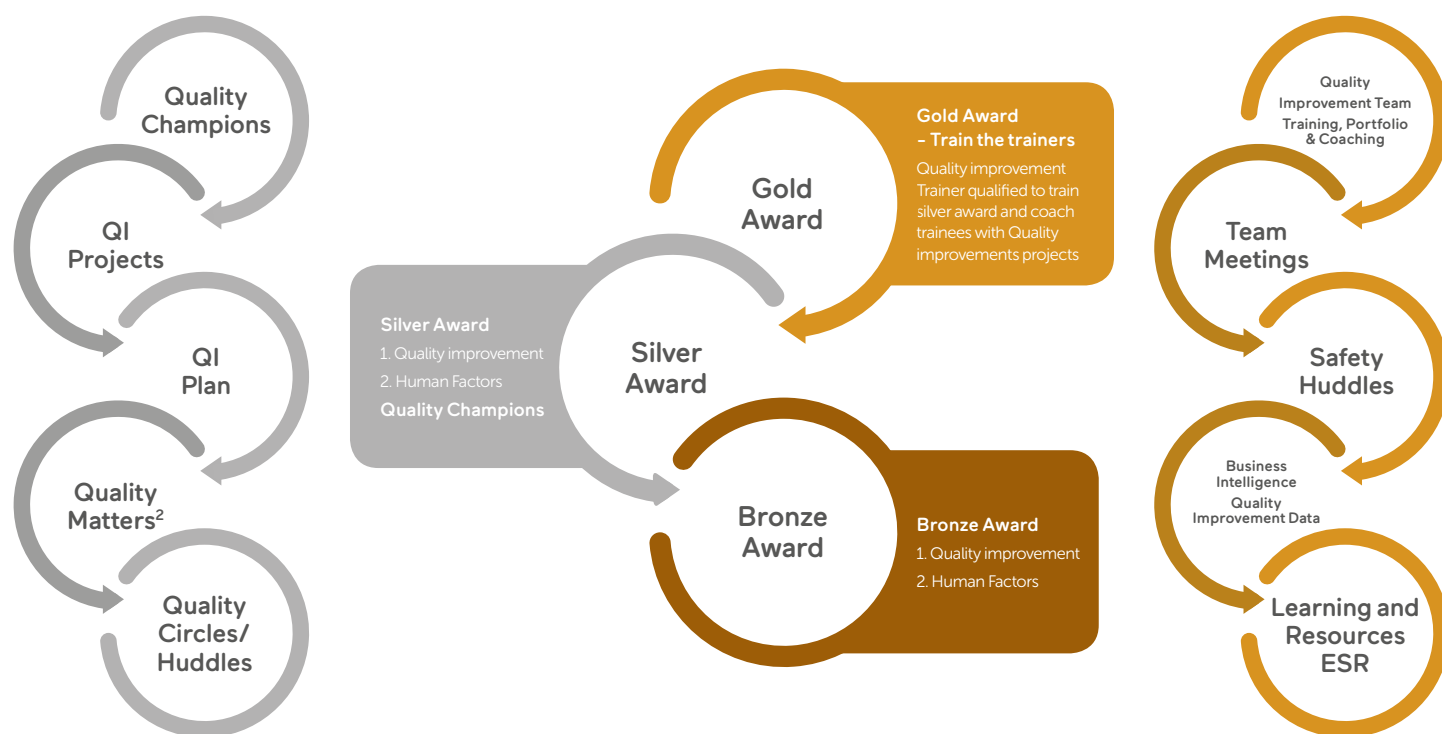 Quality
Champions
QI
Projects
QI
Plan
Quality
Matters²
Quality
Circles/
Huddles
Gold
Award
Gold Award
– Train the trainers
Quality improvement
Trainer qualified to train
silver award and coach
trainees with Quality
improvements projects
Silver Award
1. Quality improvement
2. Human Factors
Quality Champions
Silver
Award
Bronze
Award
Bronze Award
1. Quality improvement
2. Human Factors
Quality
Improvement Team
Training, Portfolio
& Coaching
Team
Meetings
Safety
Huddles
Business
Intelligence
Quality
Improvement Data
Learning and
Resources
ESR